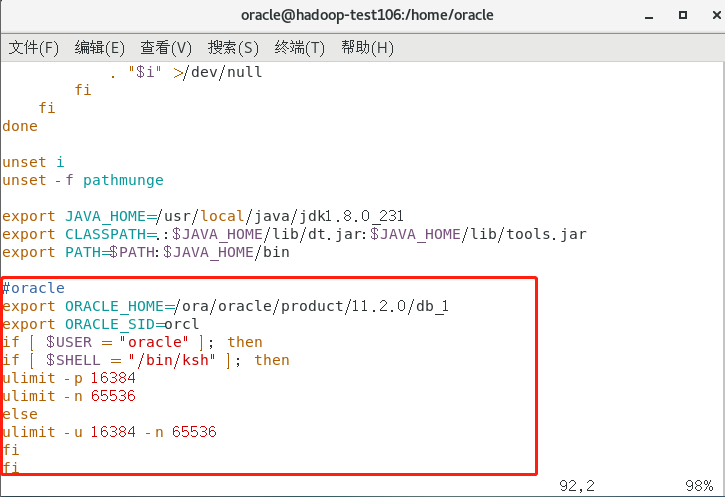 oracle@hadoop-test106:/home/oracle
文件(F) 编辑(E) 查看(V) 搜索(S) 终端(T) 帮助(H)
. "$i" >/dev/null
fi
fi
done
unset i
unset -f pathmunge
export JAVA_HOME=/usr/local/java/jdk1.8.0_231
export CLASSPATH=.:$JAVA_HOME/lib/dt.jar:$JAVA_HOME/lib/tools.jar
export PATH=$PATH:$JAVA_HOME/bin
#oracle
export ORACLE_HOME=/ora/oracle/product/11.2.0/db_1
export ORACLE_SID=orcl
if [ $USER = "oracle" ]; then
if [ $SHELL = "/bin/ksh" ]; then
ulimit -p 16384
ulimit -n 65536
else
ulimit -u 16384 -n 65536
fi
fi
92,2 98%